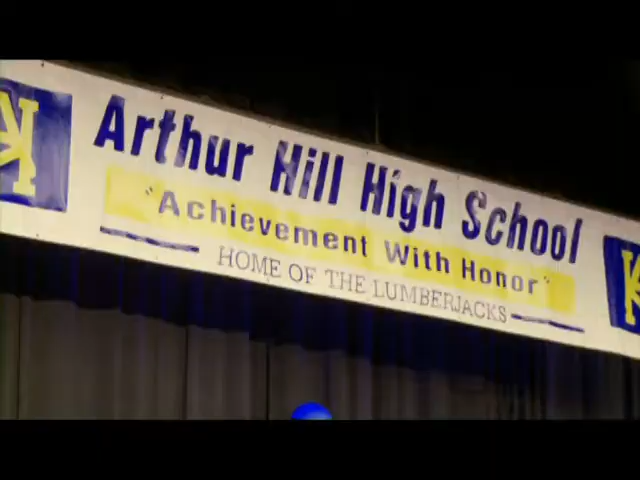 Arthur Hill High School
"Achievement With Honor"
HOME OF THE LUMBERJACKS